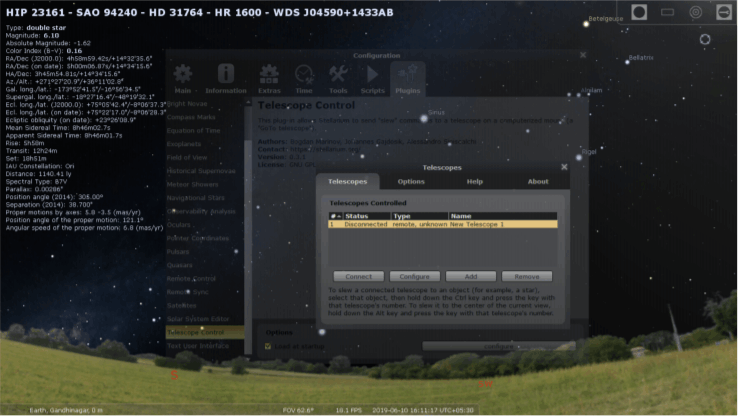 HIP 23161 - SAO 94240 - HD 31764 - HR 1600 - WDS J04590+1433AB
Type: double star
Magnitude: 6.10
Absolute Magnitude: -1.62
Color Index (B-V): 0.16
RA/Dec (J2000.0): 4h58m59.42s/+14°32'35.6"
RA/Dec (on date): 5h00m06.87s/+14°34'15.6"
HA/Dec: 3h45m54.81s/+14°34'15.6"
Az./Alt.: +271°27'20.9"/+36°11'02.8"
Gal. long./lat.: -173°52'41.5"/-16°56'34.5"
Supergal. long./lat.: -18°27'16.4"/-48°19'32.1"
Ecl. long./lat. (J2000.0): +75°05'42.4"/-8°06'37.3"
Ecl. long./lat. (on date): +75°22'17.0"/-8°06'28.6"
Ecliptic obliquity (on date): +23°26'08.9"
Mean Sidereal Time: 8h46m02.7s
Apparent Sidereal Time: 8h46m01.7s
Rise: 5h58m
Transit: 12h24m
Set: 18h51m
IAU Constellation: Ori
Distance: 1140.41 ly
Spectral Type: B7V
Parallax: 0.00286"
Position angle (2014): 305.00°
Separation (2014): 38.700"
Proper motions by axes: 5.8 -3.5 (mas/yr)
Position angle of the proper motion: 121.1°
Angular speed of the proper motion: 6.8 (mas/yr)
Betelgeuse
Bellatrix
Sirius
Rigel
Configuration
Main
Information
Extras
Time
Tools
Scripts
Plugins
Bright Novae
Compass Marks
Equation of Time
Exoplanets
Field of View
Historical Supernovae
Meteor Showers
Navigational Stars
Observability Analysis
Oculars
Pointer Coordinates
Pulsars
Quasars
Remote Control
Remote Sync
Satellites
Solar System Editor
Telescope Control
Text User Interface
Telescope Control
Authors:
Contact:
Version:
License:
Telescopes
Telescopes
Options
Help
About
Telescopes Controlled
# Status Type Name
1 Disconnected remote, unknown New Telescope 1
Connect
Configure
Add
Remove
To slew a connected telescope to an object (for example, a star),
select that object, then hold down the Ctrl key and press the key with
that telescope's number. To slew it to the center of the current view,
hold down the Alt key and press the key with that telescope's number.
Options
Load at startup
configure
Earth, Gandhinagar, 0 m
FOV 62.6°
18.1 FPS
2019-06-10 16:11:17 UTC+05:30